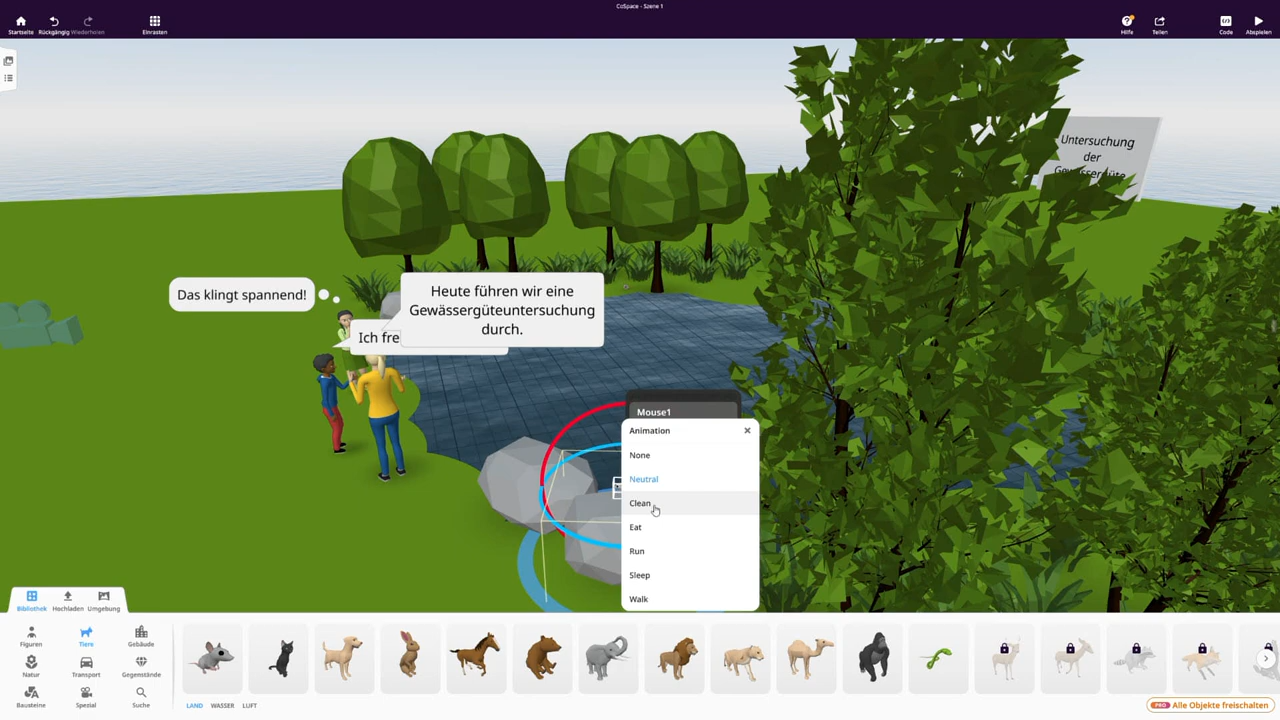 CoSpace - Szene 1
Startseite
Rückgängig
Wiederholen
Einrasten
Hilfe
Teilen
Code
Abspielen
Untersuchung
der
Gewässergüte
Das klingt spannend!
Heute führen wir eine
Gewässergüteuntersuchung
durch.
Ich fre
Mouse1
Animation
None
Neutral
Clean
Eat
Run
Sleep
Walk
Bibliothek
Hochladen
Umgebung
Figuren
Tiere
Gebäude
Natur
Transport
Gegenstände
Bausteine
Spezial
Suche
LAND
WASSER
LUFT
PRO
Alle Objekte freischalten